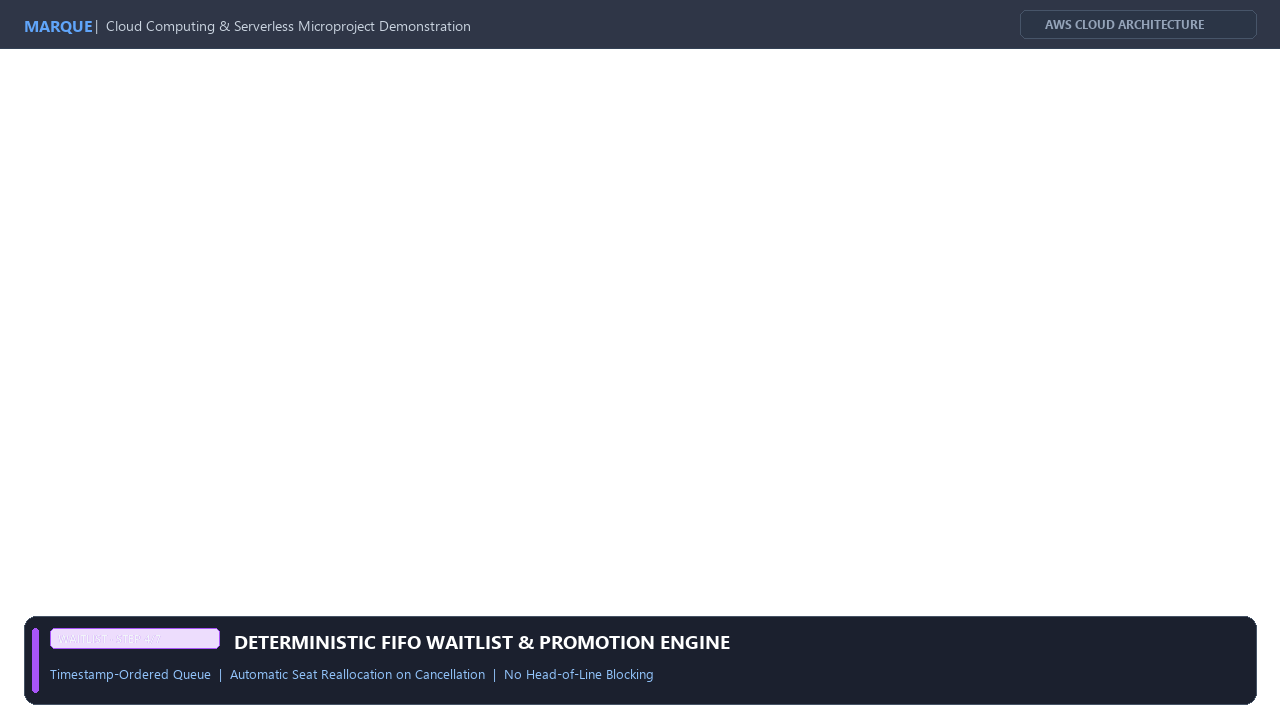 MARQUE | Cloud Computing & Serverless Microproject Demonstration
AWS CLOUD ARCHITECTURE
DETERMINISTIC FIFO WAITLIST & PROMOTION ENGINE
Timestamp-Ordered Queue | Automatic Seat Reallocation on Cancellation | No Head-of-Line Blocking